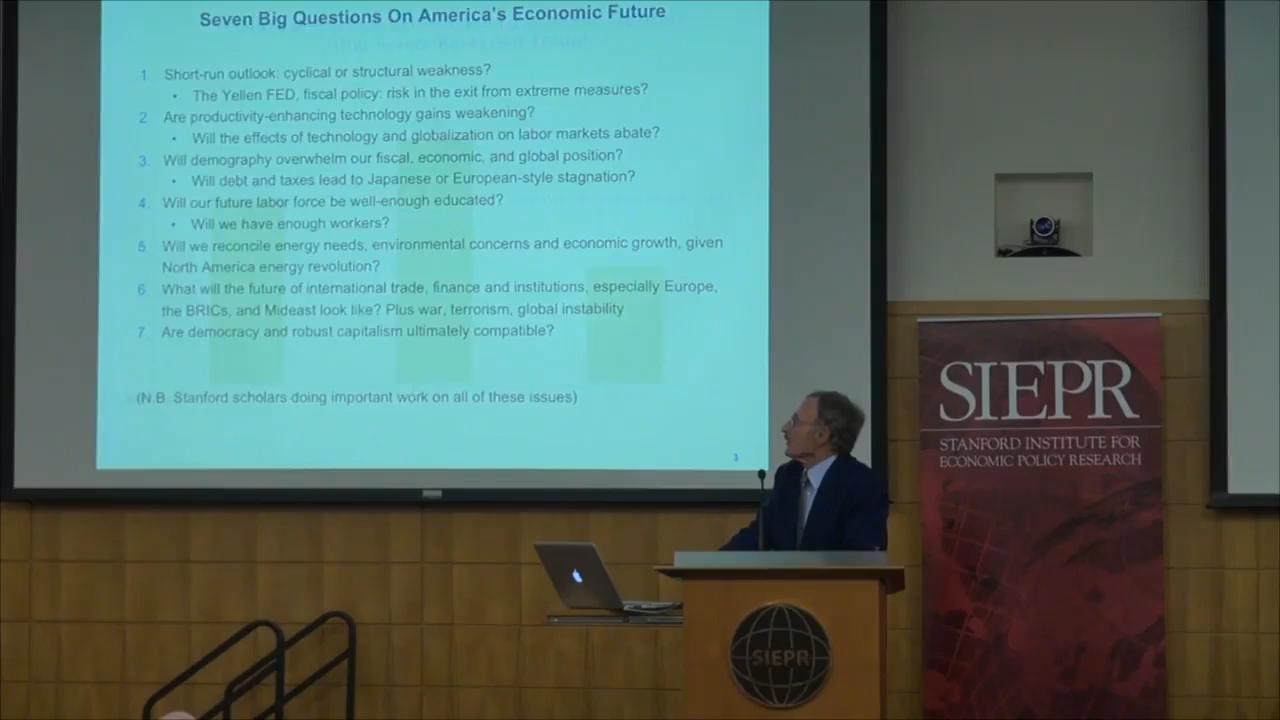 Seven Big Questions On America's Economic Future
1. Short-run outlook: cyclical or structural weakness?
• The Yellen FED, fiscal policy: risk in the exit from extreme measures?
2. Are productivity-enhancing technology gains weakening?
• Will the effects of technology and globalization on labor markets abate?
3. Will demography overwhelm our fiscal, economic, and global position?
• Will debt and taxes lead to Japanese or European-style stagnation?
4. Will our future labor force be well-enough educated?
• Will we have enough workers?
5. Will we reconcile energy needs, environmental concerns and economic growth, given
North America energy revolution?
6. What will the future of international trade, finance and institutions, especially Europe,
the BRICs, and Mideast look like? Plus war, terrorism, global instability
7. Are democracy and robust capitalism ultimately compatible?
(N.B. Stanford scholars doing important work on all of these issues)
3
SIEPR
STANFORD INSTITUTE FOR
ECONOMIC POLICY RESEARCH
SIEPR